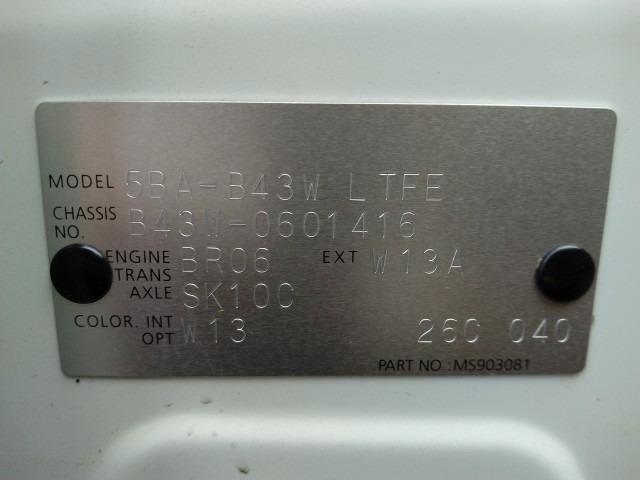 MODEL 5BA-B43W LTFE
CHASSIS NO. B43W-0601416
ENGINE BR06 EXT W13A
TRANS AXLE SK10C
COLOR. INT OPT W13 26C 040
PART NO.:MS903081